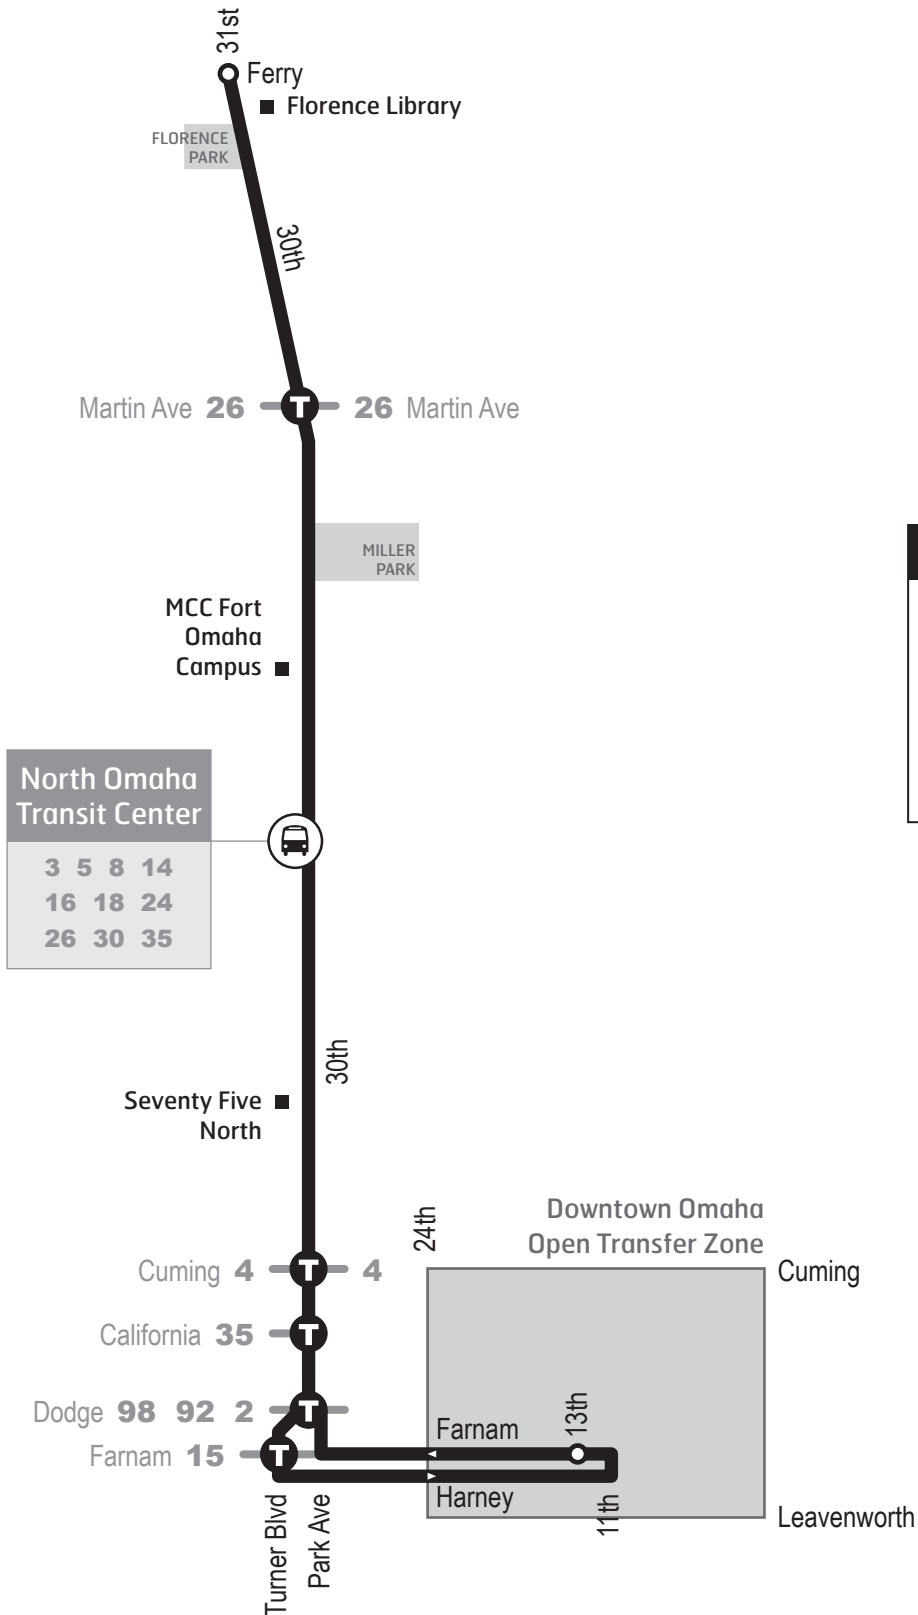 31st
Ferry
Florence Library
FLORENCE
PARK
30th
Martin Ave 26 T 26 Martin Ave
MILLER
PARK
MCC Fort
Omaha
Campus
North Omaha
Transit Center
3 5 8 14
16 18 24
26 30 35
30th
Seventy Five
North
24th
Downtown Omaha
Open Transfer Zone
Cuming 4 T 4
Cuming
California 35 T
Dodge 98 92 2 T
13th
Farnam
Farnam 15 T
Harney
11th
Turner Blvd
Park Ave
Leavenworth